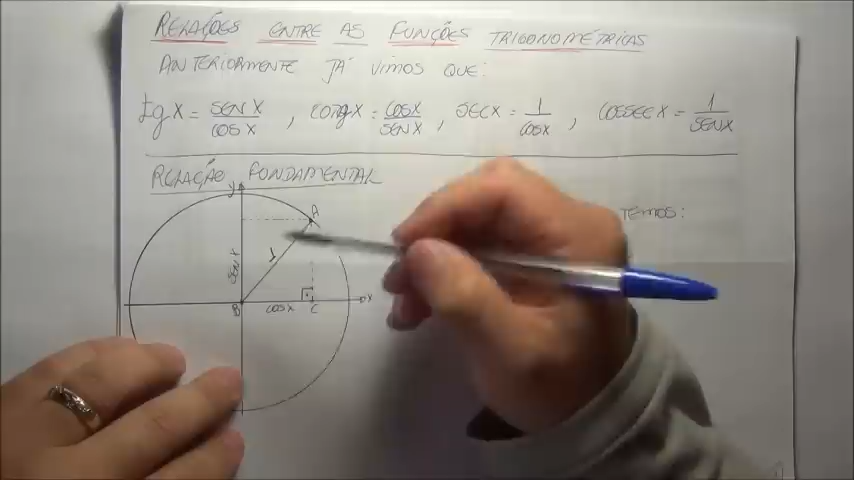 RELAÇÕES ENTRE AS FUNÇÕES TRIGONOMÉTRICAS
ANTERIORMENTE JÁ VIMOS QUE:
tg x = SEN X / COS X , COTG X = COS X / SEN X , SEC X = 1 / COS X , COSSEC X = 1 / SEN X
RELAÇÃO FUNDAMENTAL
y
A
TEMOS:
1
SEN X
X
B COS X C